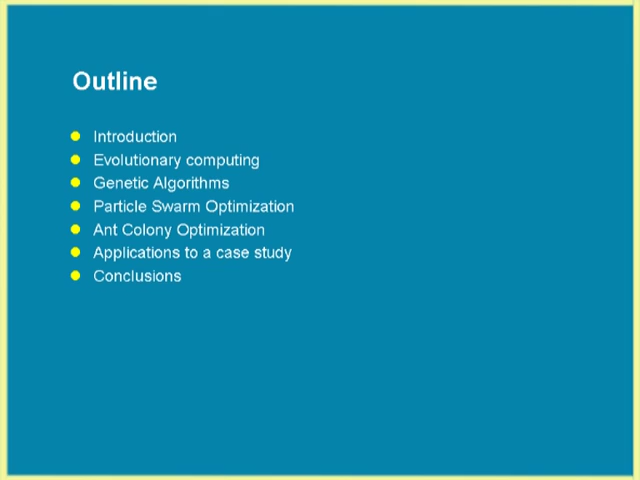 Outline
Introduction
Evolutionary computing
Genetic Algorithms
Particle Swarm Optimization
Ant Colony Optimization
Applications to a case study
Conclusions